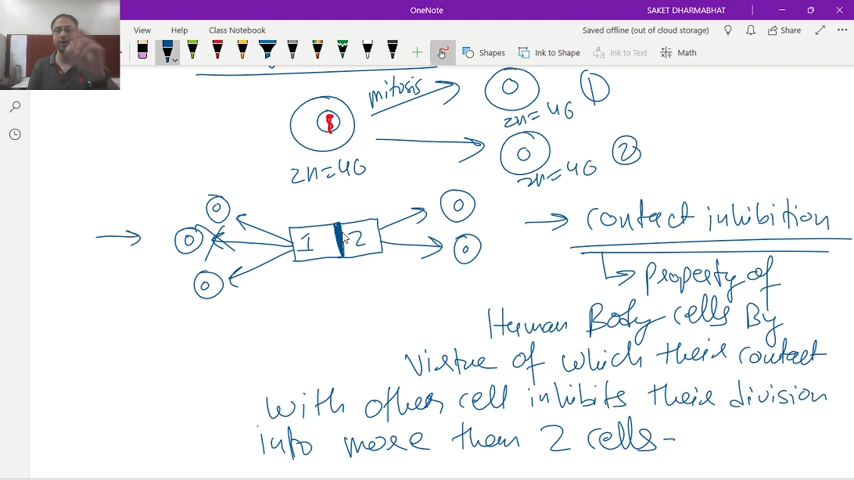 OneNote
SAKET DHARMABHAT
View
Help
Class Notebook
Saved offline (out of cloud storage)
Share
Shapes
Ink to Shape
Ink to Text
Math
mitosis
2n=46
2n=46
1
2n=46
2
1 2
contact inhibition
Property of
Human Body cells By
virtue of which their contact
with other cell inhibits their division
into more then 2 cells-